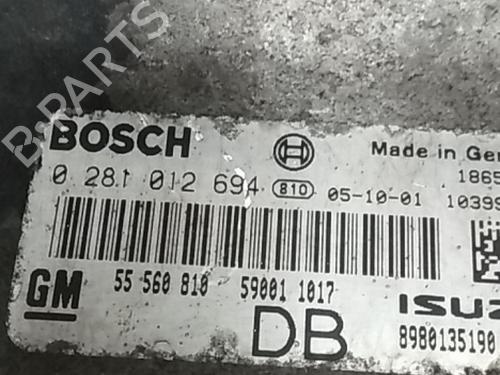 B-PARTS
BOSCH
Made in Ger
0 281 012 694 810 05-10-01
1865
10399
55 560 810 59001 1017
GM
DB
ISUZ
8980135190